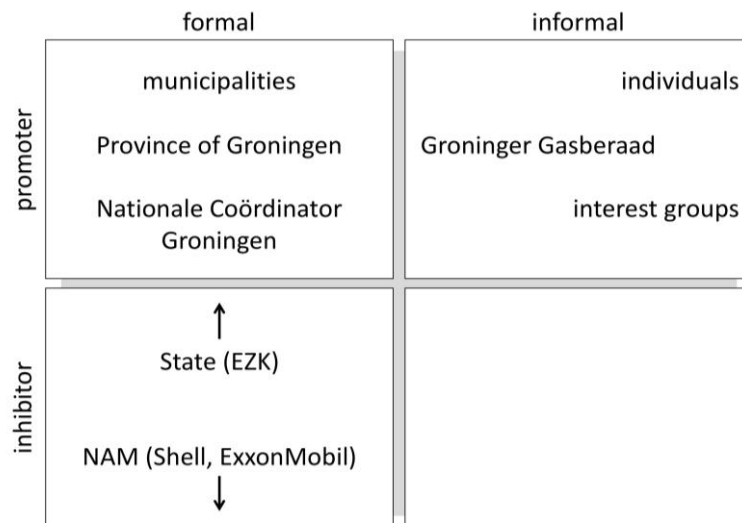 formal
informal
promoter
municipalities
Province of Groningen
Nationale Coördinator
Groningen
individuals
Groninger Gasberaad
interest groups
inhibitor
State (EZK)
NAM (Shell, ExxonMobil)